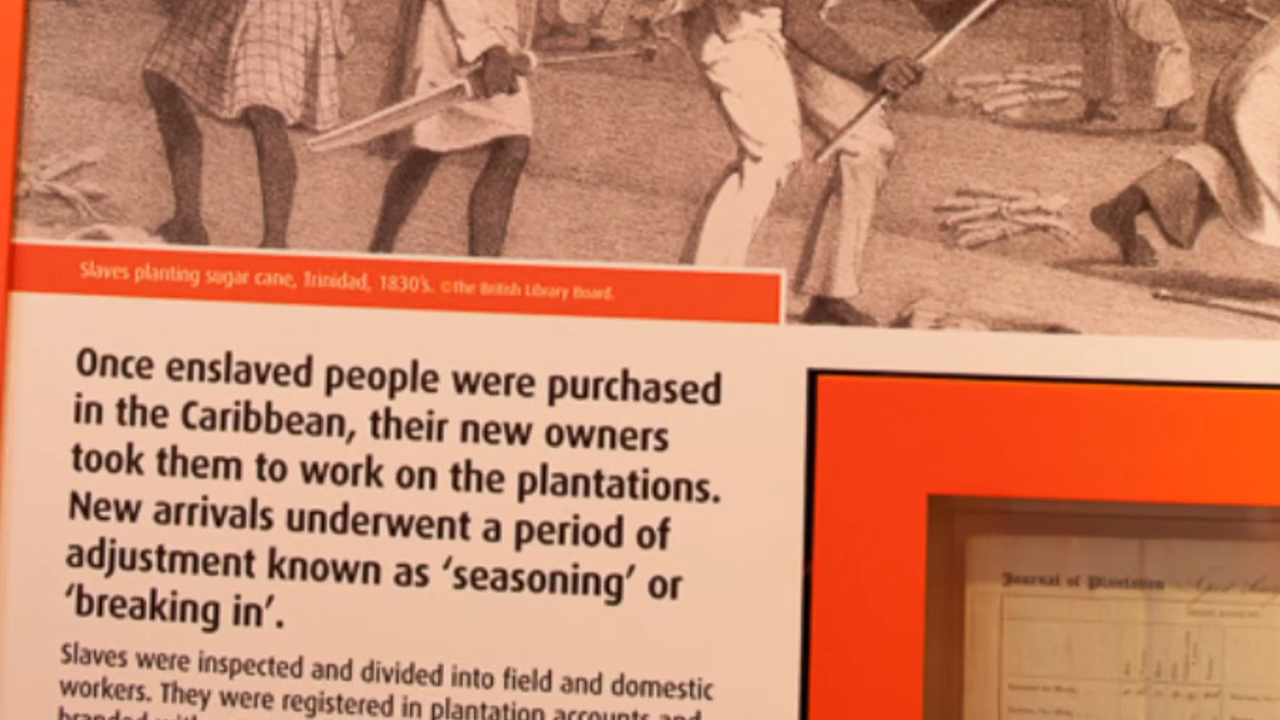 Slaves planting sugar cane, Trinidad, 1830's. ©the British Library Board.
Once enslaved people were purchased
in the Caribbean, their new owners
took them to work on the plantations.
New arrivals underwent a period of
adjustment known as ‘seasoning’ or
‘breaking in’.
Slaves were inspected and divided into field and domestic
workers. They were registered in plantation accounts and
branded
Journal of Plantation